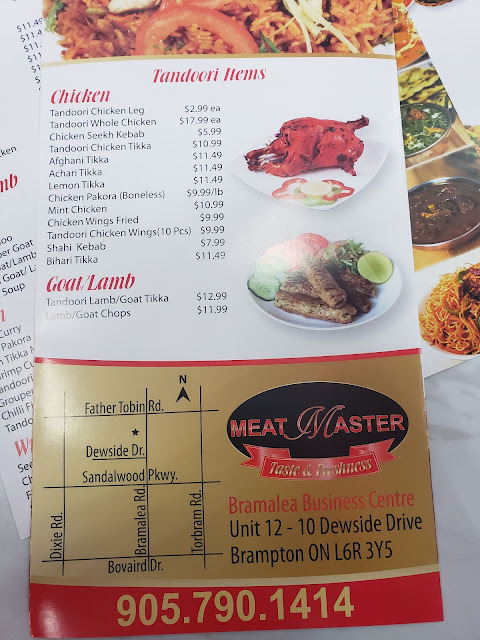 Tandoori Items
Chicken
Tandoori Chicken Leg $2.99 ea
Tandoori Whole Chicken $17.99 ea
Chicken Seekh Kebab $5.99
Tandoori Chicken Tikka $10.99
Afghani Tikka $11.49
Achari Tikka $11.49
Lemon Tikka $11.49
Chicken Pakora (Boneless) $9.99/lb
Mint Chicken $10.99
Chicken Wings Fried $9.99
Tandoori Chicken Wings(10 Pcs) $9.99
Shahi Kebab $7.99
Bihari Tikka $11.49
Goat/Lamb
Tandoori Lamb/Goat Tikka $12.99
Lamb/Goat Chops $11.99
N
Father Tobin Rd.
Dewside Dr.
Sandalwood Pkwy.
Dixie Rd.
Bramalea Rd.
Torbram Rd.
Bovaird Dr.
MEAT MASTER
Taste & Freshness
Bramalea Business Centre
Unit 12 - 10 Dewside Drive
Brampton ON L6R 3Y5
905.790.1414
Goat
Goat/
Soup
Curry
Pakora
Tikka